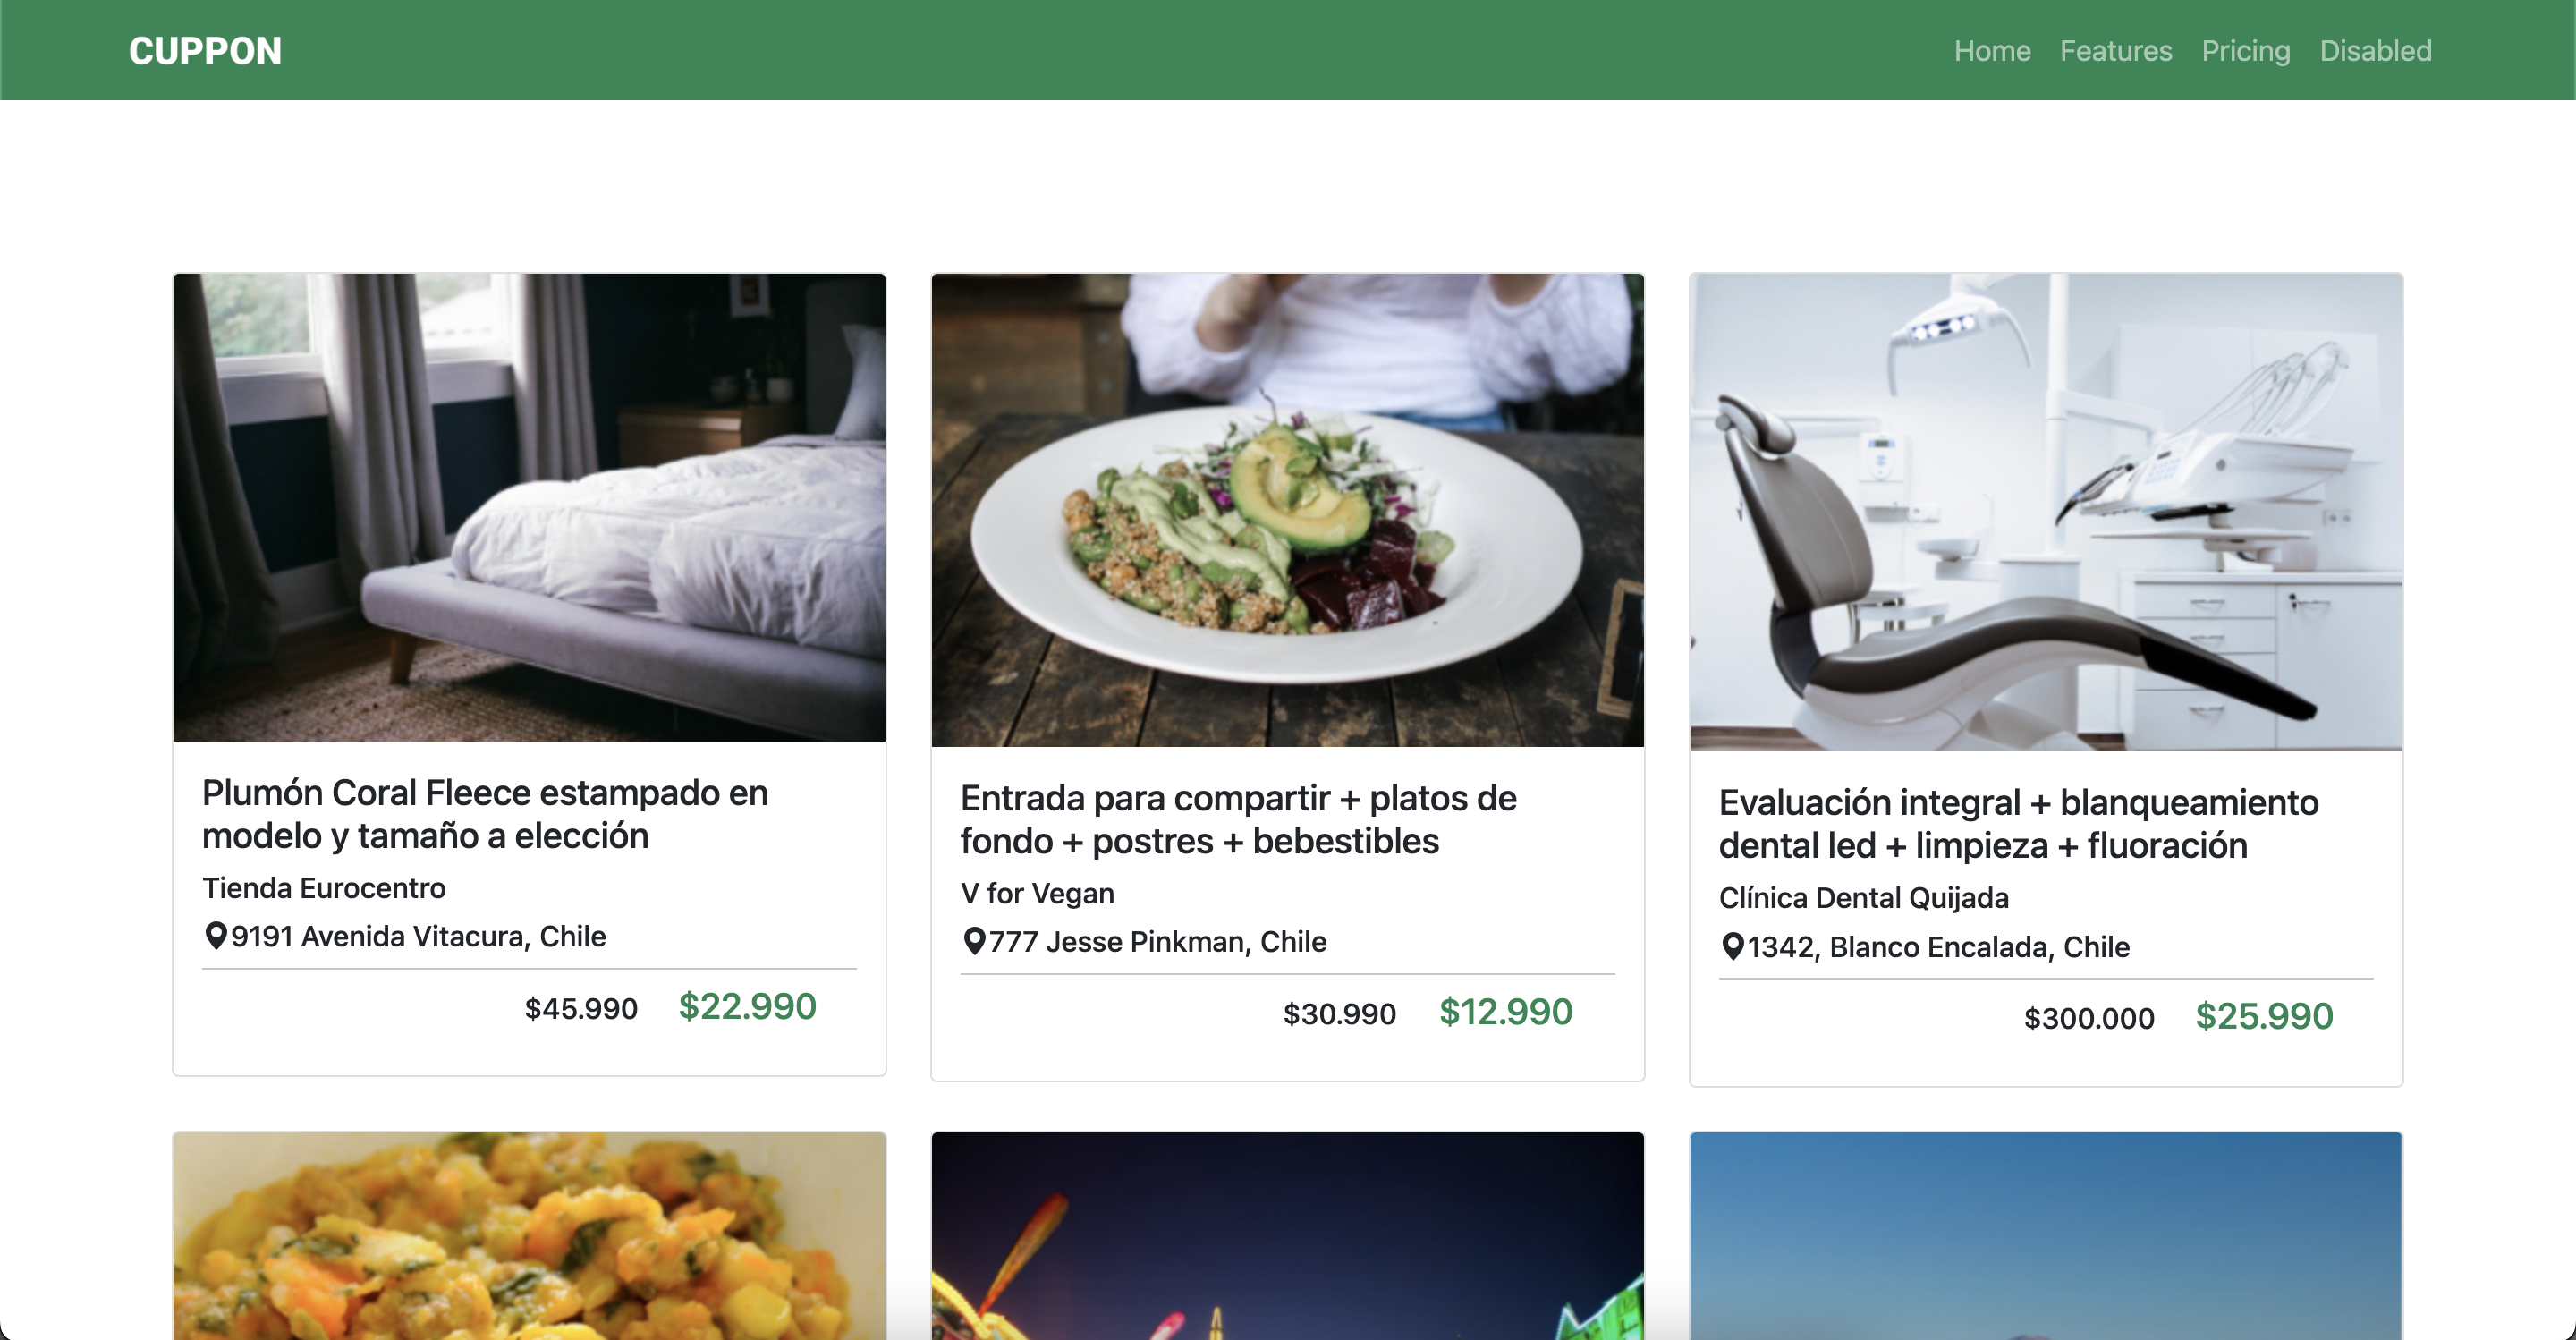 CUPPON
Home Features Pricing Disabled
Plumón Coral Fleece estampado en
modelo y tamaño a elección
Tienda Eurocentro
9191 Avenida Vitacura, Chile
$45.990 $22.990
Entrada para compartir + platos de
fondo + postres + bebestibles
V for Vegan
777 Jesse Pinkman, Chile
$30.990 $12.990
Evaluación integral + blanqueamiento
dental led + limpieza + fluoración
Clínica Dental Quijada
1342, Blanco Encalada, Chile
$300.000 $25.990